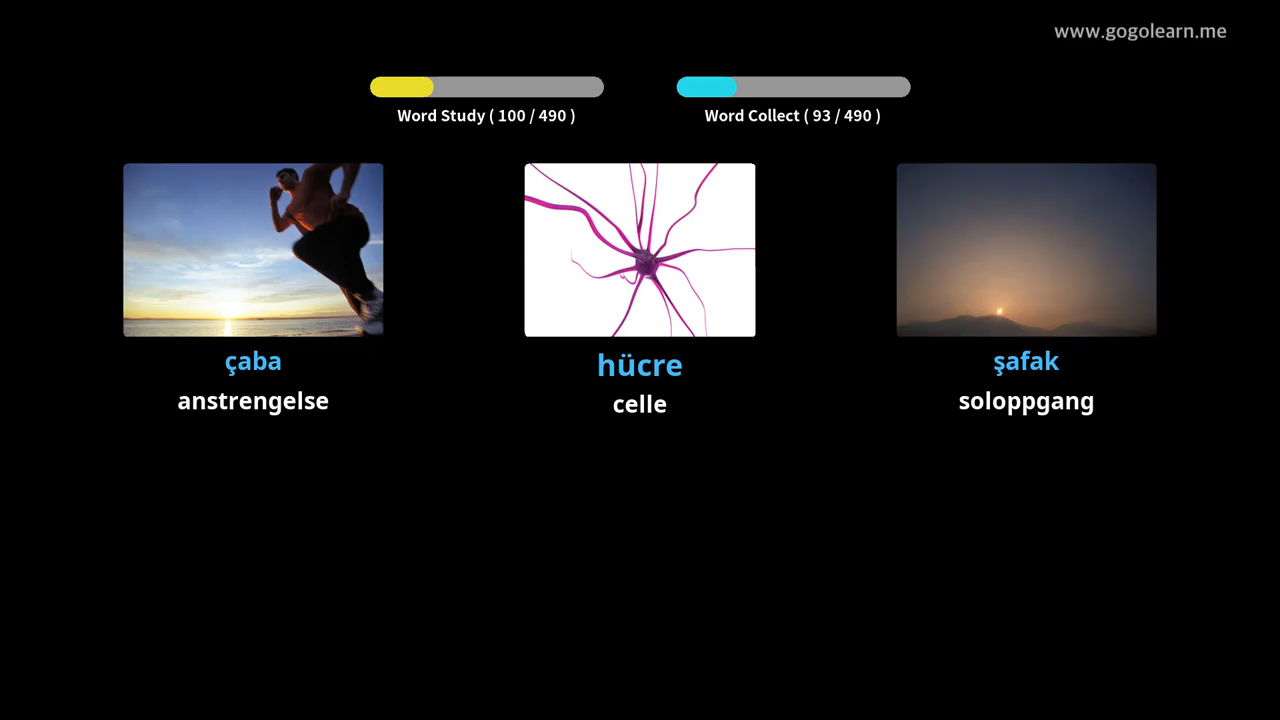 www.gogolearn.me
Word Study ( 100 / 490 )
Word Collect ( 93 / 490 )
çaba
anstrengelse
hücre
celle
şafak
soloppgang